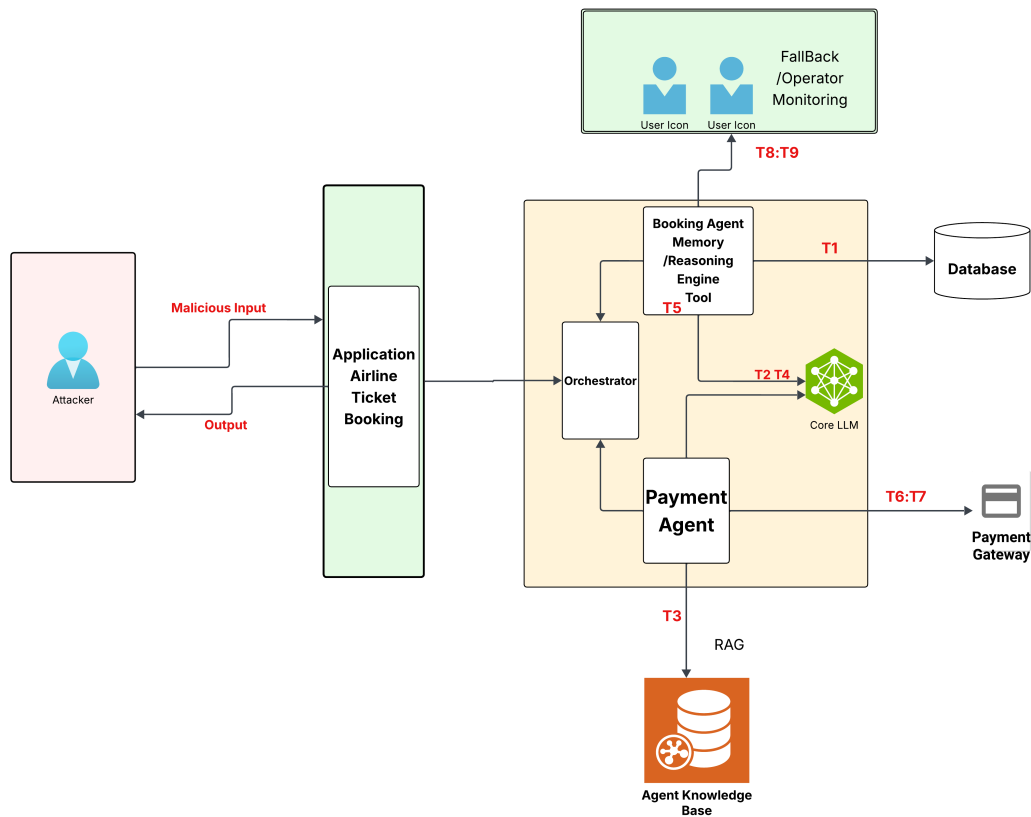 FallBack
/Operator
Monitoring
User Icon
User Icon
T8:T9
Booking Agent
Memory
/Reasoning
Engine
Tool
T1
Database
T5
Malicious Input
Application
Airline
Ticket
Booking
Attacker
Output
Orchestrator
T2 T4
Core LLM
Payment
Agent
T6:T7
Payment
Gateway
T3
RAG
Agent Knowledge
Base